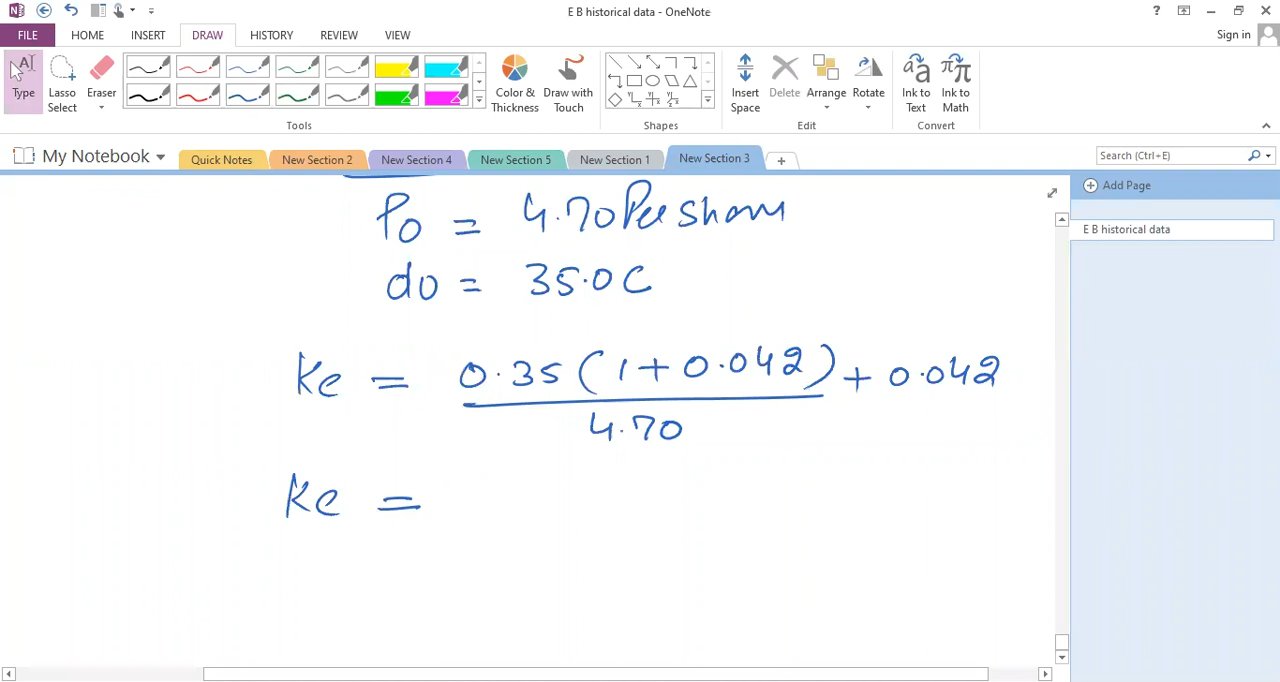 E B historical data - OneNote
Sign in
FILE HOME INSERT DRAW HISTORY REVIEW VIEW
Type Lasso Select Eraser Color & Thickness Draw with Touch Insert Space Delete Arrange Rotate Ink to Text Ink to Math
Tools Shapes Edit Convert
My Notebook Quick Notes New Section 2 New Section 4 New Section 5 New Section 1 New Section 3 Search (Ctrl+E)
Add Page
E B historical data
P0 = 4.70 Per share
d0 = 35.0 C
Ke = 0.35 (1 + 0.042) + 0.042
4.70
Ke =